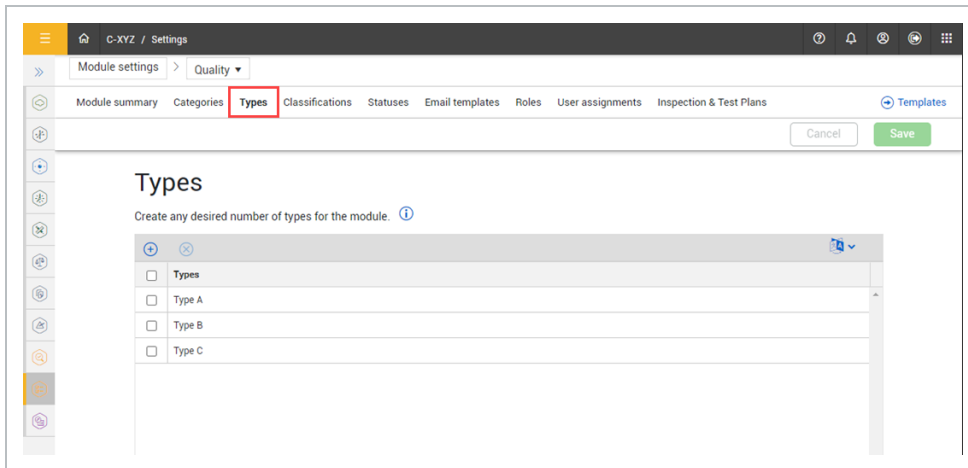 C-XYZ / Settings
Module settings > Quality ▼
Module summary Categories Types Classifications Statuses Email templates Roles User assignments Inspection & Test Plans Templates
Cancel Save
Types
Create any desired number of types for the module.
Types
Type A
Type B
Type C